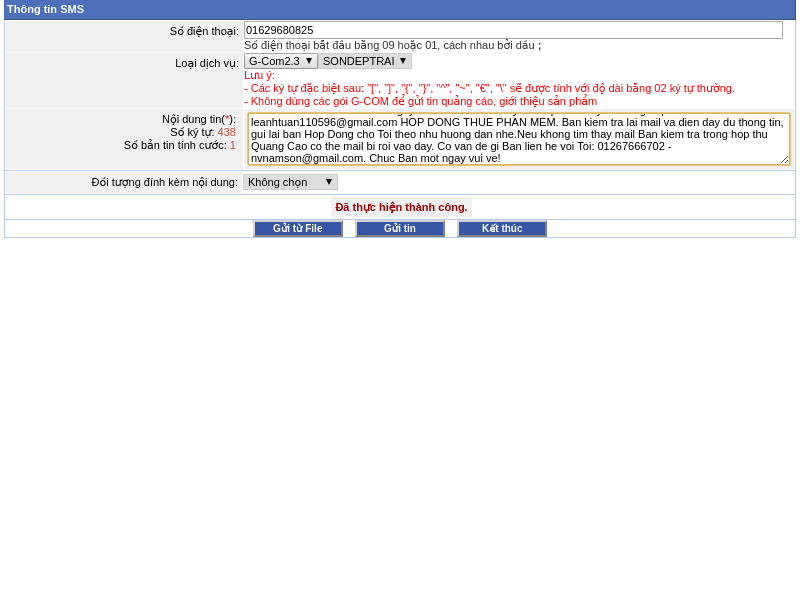 Thông tin SMS
Số điện thoại: 01629680825
Số điện thoại bắt đầu bằng 09 hoặc 01, cách nhau bởi dầu ;
Loại dịch vụ: G-Com2.3 SONDEPTRAI
Lưu ý:
- Các ký tự đặc biệt sau: "[", "]", "{", "}", "^", "~", "€", "\" sẽ được tính với độ dài bằng 02 ký tự thường.
- Không dùng các gói G-COM để gửi tin quảng cáo, giới thiệu sản phẩm
Nội dung tin(*):
Số ký tự: 438
Số bản tin tính cước: 1
leanhtuan110596@gmail.com HOP DONG THUE PHAN MEM. Ban kiem tra lai mail va dien day du thong tin,
gui lai ban Hop Dong cho Toi theo nhu huong dan nhe.Neu khong tim thay mail Ban kiem tra trong hop thu
Quang Cao co the mail bi roi vao day. Co van de gi Ban lien he voi Toi: 01267666702 -
nvnamson@gmail.com. Chuc Ban mot ngay vui ve!
Đối tượng đính kèm nội dung: Không chọn
Đã thực hiện thành công.
Gửi từ File Gửi tin Kết thúc